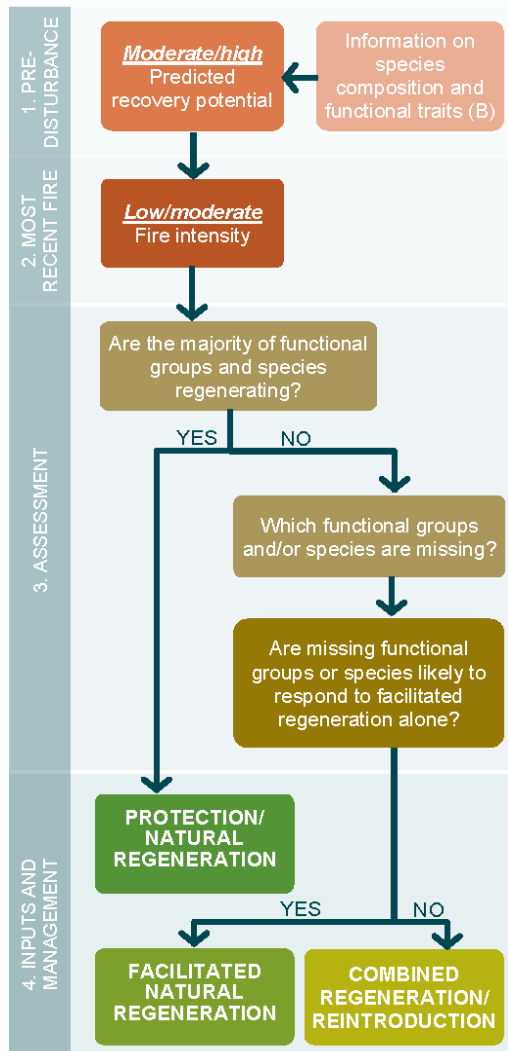 1. PRE-
DISTURBANCE
Moderate/high
Predicted
recovery potential
Information on
species
composition and
functional traits (B)
2. MOST
RECENT FIRE
Low/moderate
Fire intensity
3. ASSESSMENT
Are the majority of functional
groups and species
regenerating?
YES
NO
Which functional groups
and/or species are missing?
Are missing functional
groups or species likely to
respond to facilitated
regeneration alone?
4. INPUTS AND
MANAGEMENT
PROTECTION/
NATURAL
REGENERATION
YES
NO
FACILITATED
NATURAL
REGENERATION
COMBINED
REGENERATION/
REINTRODUCTION